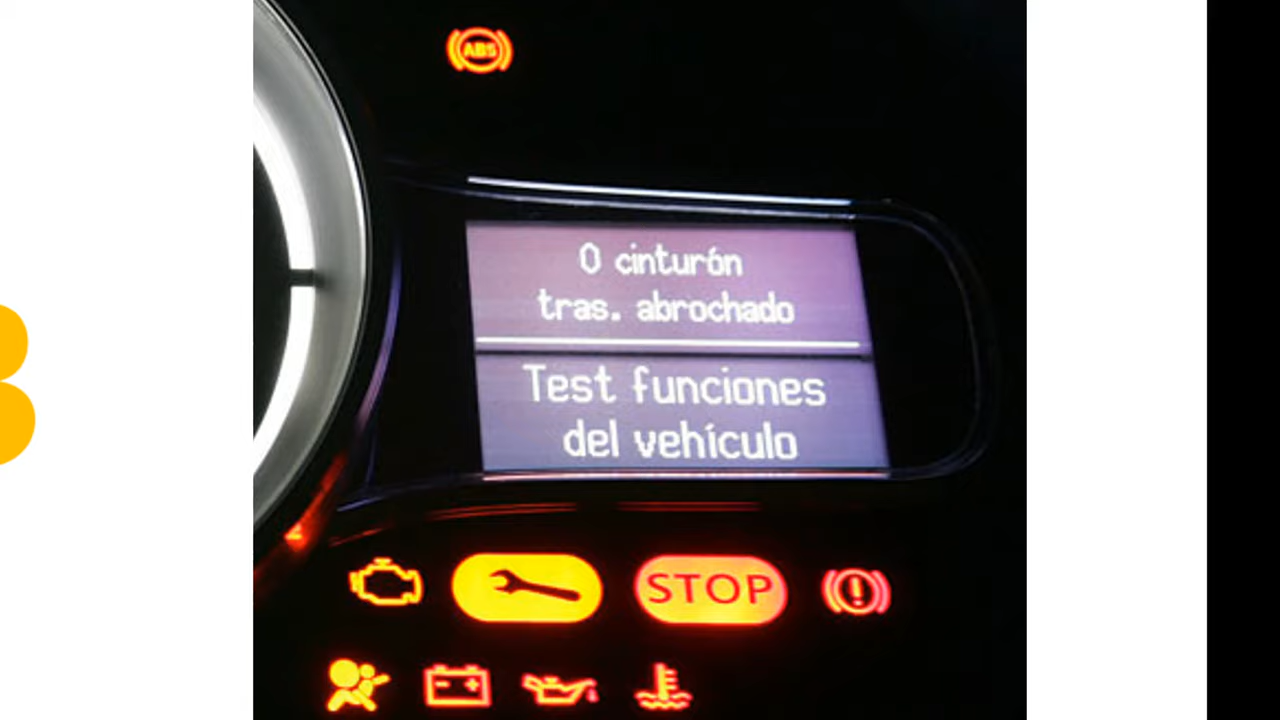 ABS
0 cinturón
tras. abrochado
Test funciones
del vehículo
STOP